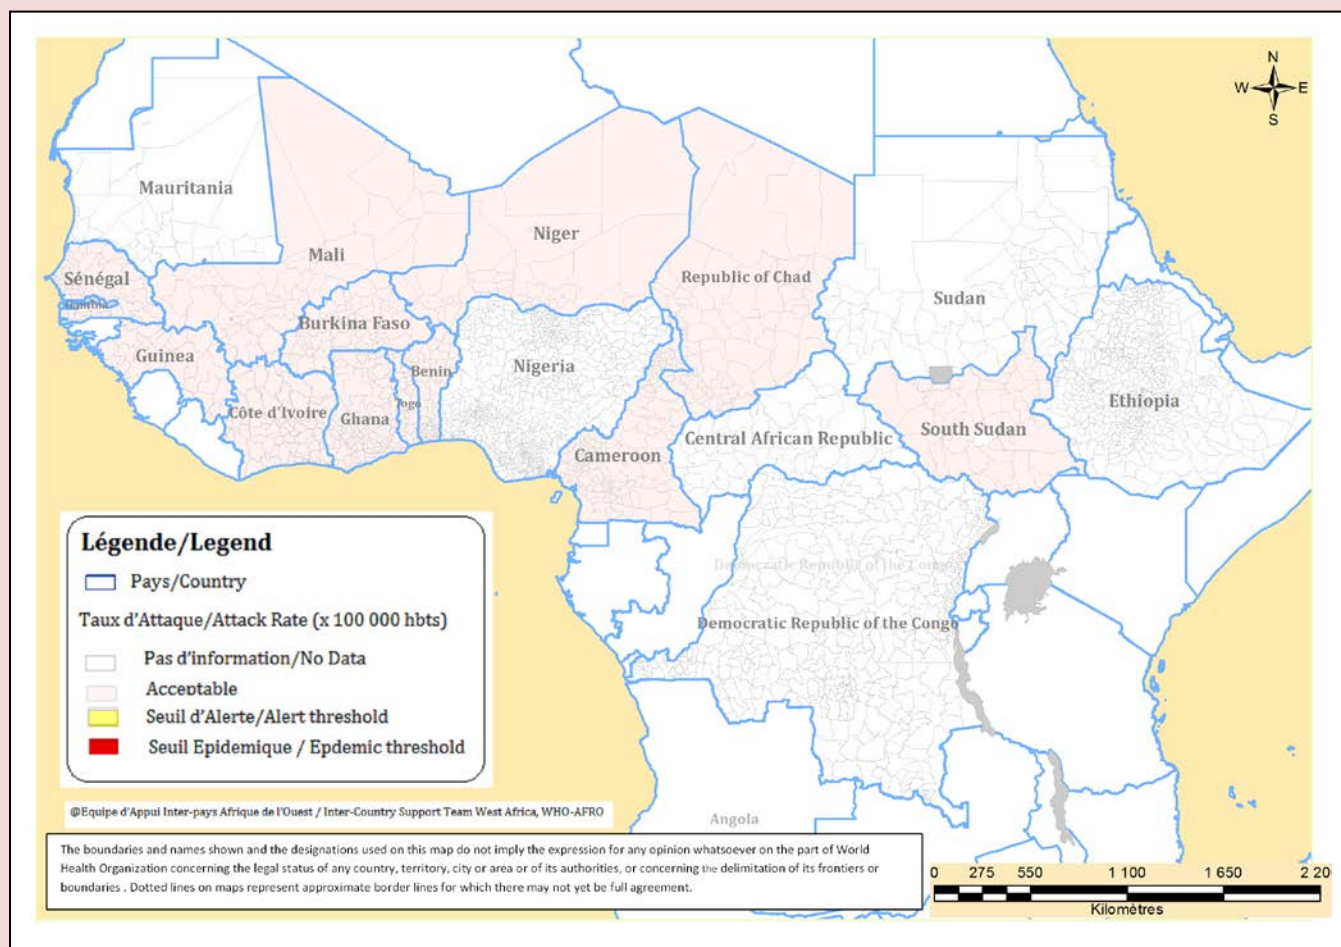 N
W E
S
Mauritania
Mali
Niger
Republic of Chad
Sudan
Sénégal
Gambia
Burkina Faso
Guinea
Benin
Nigeria
Ethiopia
Côte d'Ivoire
Ghana
Togo
Cameroon
Central African Republic
South Sudan
Democratic Republic of the Congo
Democratic Republic of the Congo
Angola
Légende/Legend
Pays/Country
Taux d'Attaque/Attack Rate (x 100 000 hbts)
Pas d'information/No Data
Acceptable
Seuil d'Alerte/Alert threshold
Seuil Epidemique / Epdemic threshold
@Equipe d'Appui Inter-pays Afrique de l'Ouest / Inter-Country Support Team West Africa, WHO-AFRO
The boundaries and names shown and the designations used on this map do not imply the expression for any opinion whatsoever on the part of World
Health Organization concerning the legal status of any country, territory, city or area or of its authorities, or concerning the delimitation of its frontiers or
boundaries . Dotted lines on maps represent approximate border lines for which there may not yet be full agreement.
0 275 550 1 100 1 650 2 20
Kilomètres